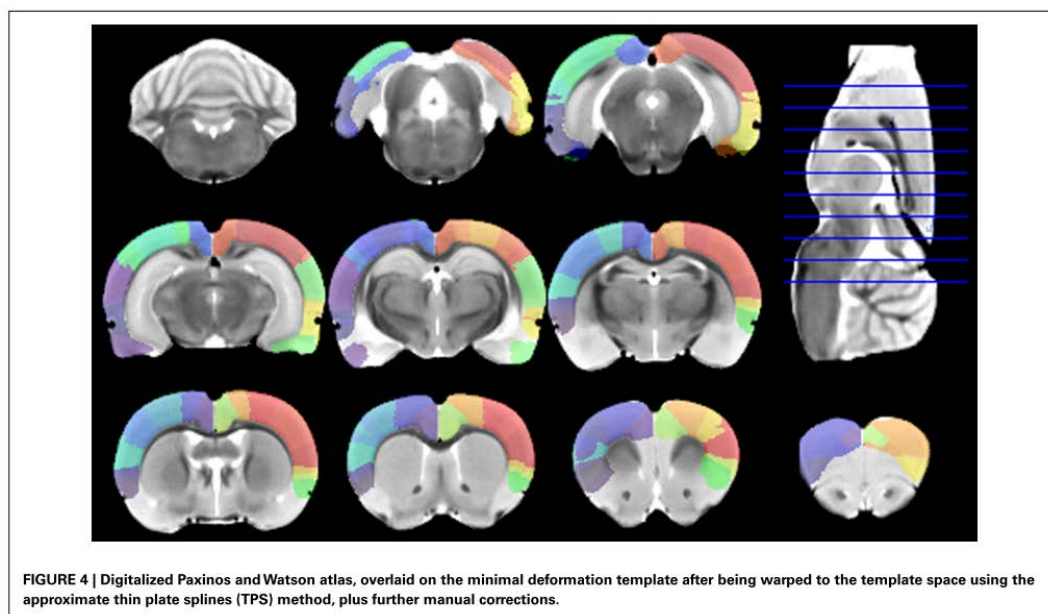 FIGURE 4 | Digitalized Paxinos and Watson atlas, overlaid on the minimal deformation template after being warped to the template space using the
approximate thin plate splines (TPS) method, plus further manual corrections.